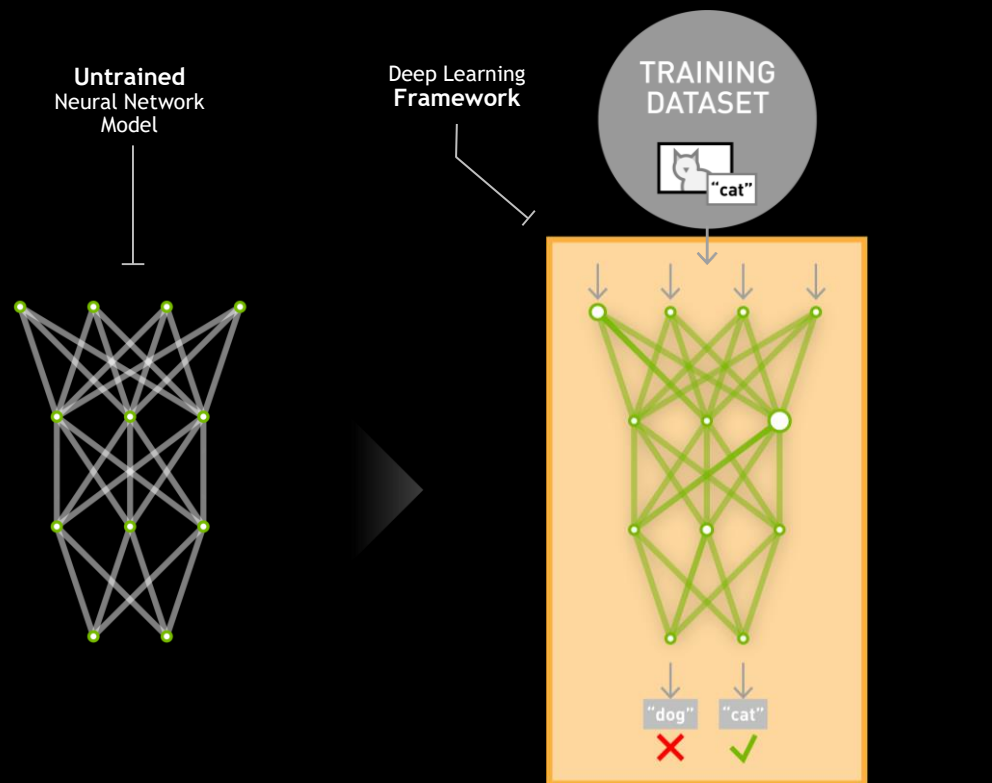 Untrained
Neural Network
Model
Deep Learning
Framework
TRAINING
DATASET
“cat”
“dog”
“cat”